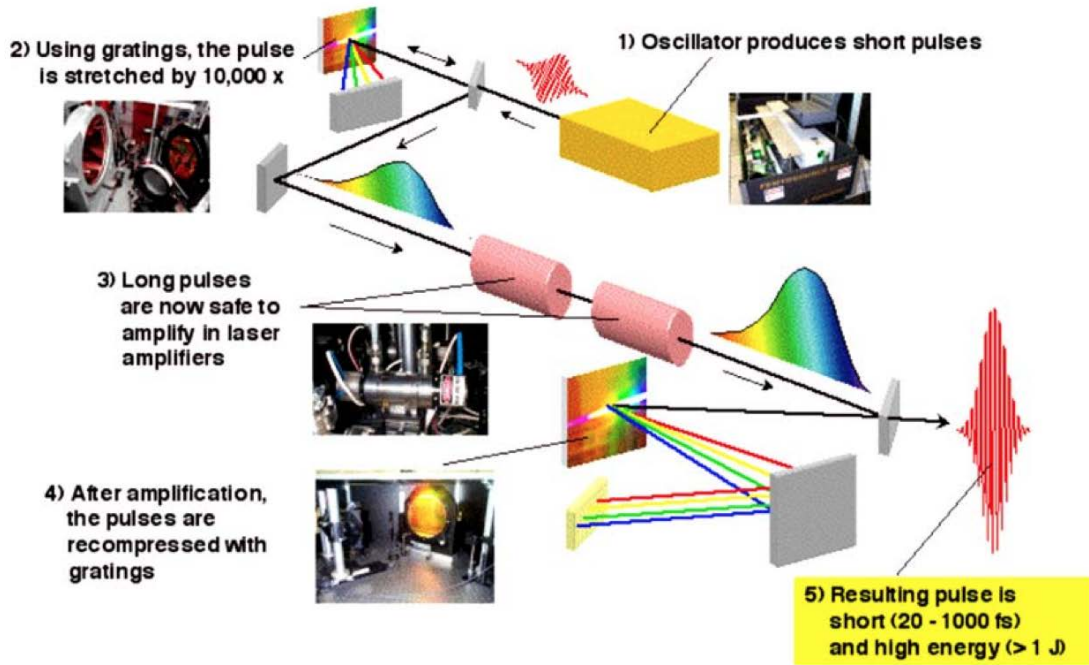 2) Using gratings, the pulse
is stretched by 10,000 x
1) Oscillator produces short pulses
3) Long pulses
are now safe to
amplify in laser
amplifiers
4) After amplification,
the pulses are
recompressed with
gratings
5) Resulting pulse is
short (20 - 1000 fs)
and high energy (> 1 J)